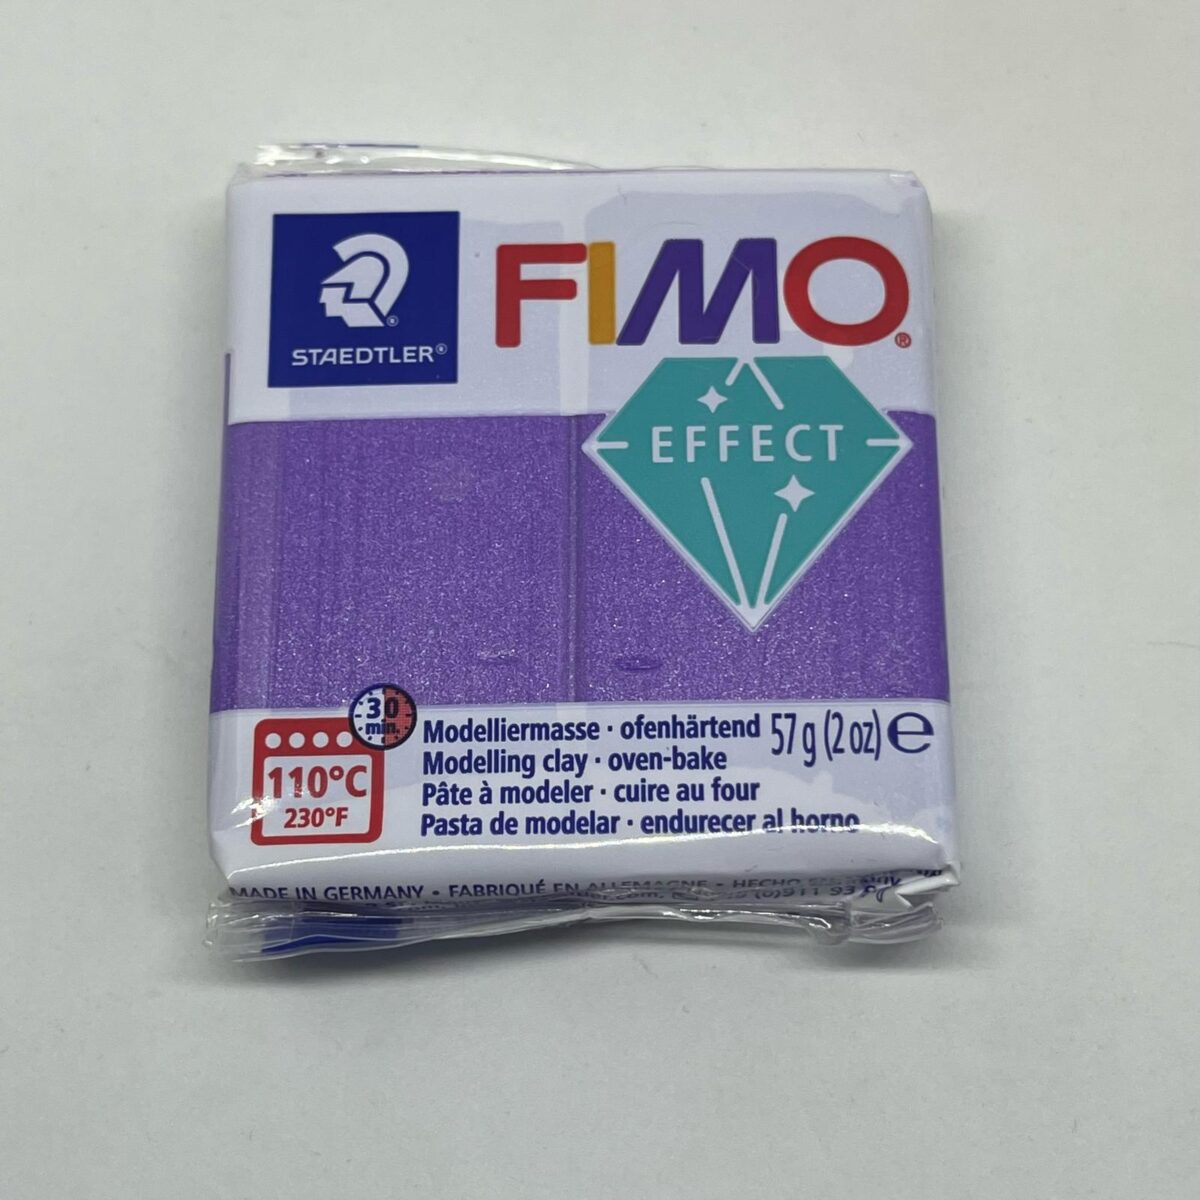 STAEDTLER®
FIMO®
EFFECT
30
min.
110°C
230°F
Modelliermasse · ofenhärtend
57 g (2 oz) e
Modelling clay · oven-bake
Pâte à modeler · cuire au four
Pasta de modelar · endurecer al horno
MADE IN GERMANY • FABRIQUÉ EN ALLEMAGNE • HECHO